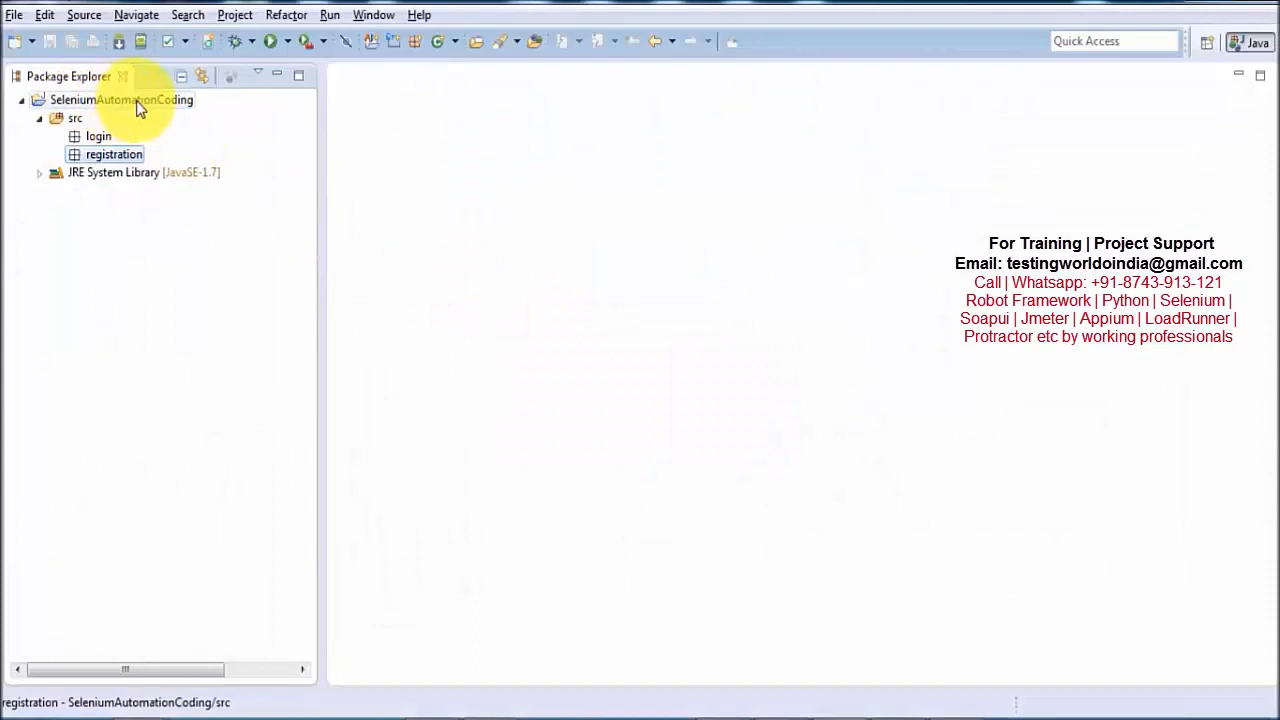 File Edit Source Navigate Search Project Refactor Run Window Help
Quick Access
Java
Package Explorer
SeleniumAutomationCoding
src
login
registration
JRE System Library [JavaSE-1.7]
For Training | Project Support
Email: testingworldoindia@gmail.com
Call | Whatsapp: +91-8743-913-121
Robot Framework | Python | Selenium |
Soapui | Jmeter | Appium | LoadRunner |
Protractor etc by working professionals
registration - SeleniumAutomationCoding/src